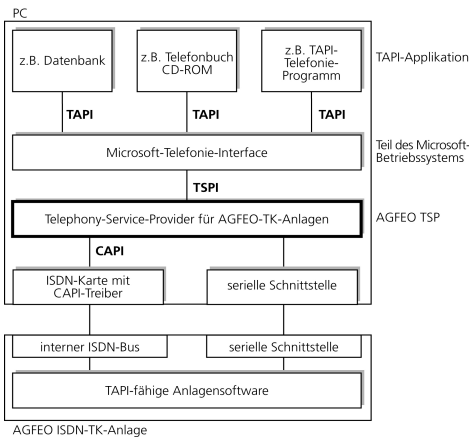 PC
z.B. Datenbank
z.B. Telefonbuch
CD-ROM
z.B. TAPI-
Telefonie-
Programm
TAPI-Applikation
TAPI
TAPI
TAPI
Microsoft-Telefonie-Interface
Teil des Microsoft-
Betriebssystems
TSPI
Telephony-Service-Provider für AGFEO-TK-Anlagen
AGFEO TSP
CAPI
ISDN-Karte mit
CAPI-Treiber
serielle Schnittstelle
interner ISDN-Bus
serielle Schnittstelle
TAPI-fähige Anlagensoftware
AGFEO ISDN-TK-Anlage